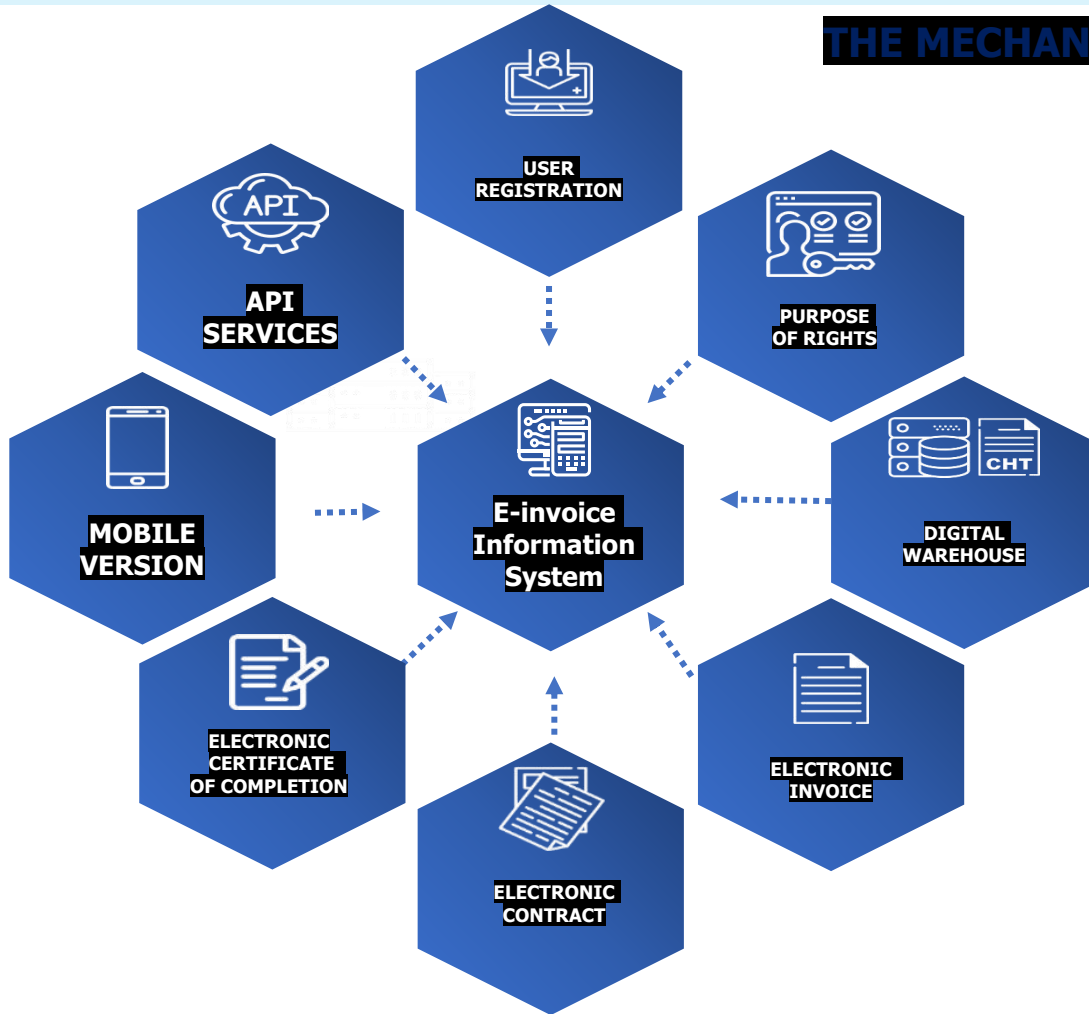 THE MECHAN
USER
REGISTRATION
API
API
SERVICES
PURPOSE
OF RIGHTS
MOBILE
VERSION
E-invoice
Information
System
CHT
DIGITAL
WAREHOUSE
ELECTRONIC
CERTIFICATE
OF COMPLETION
ELECTRONIC
INVOICE
ELECTRONIC
CONTRACT